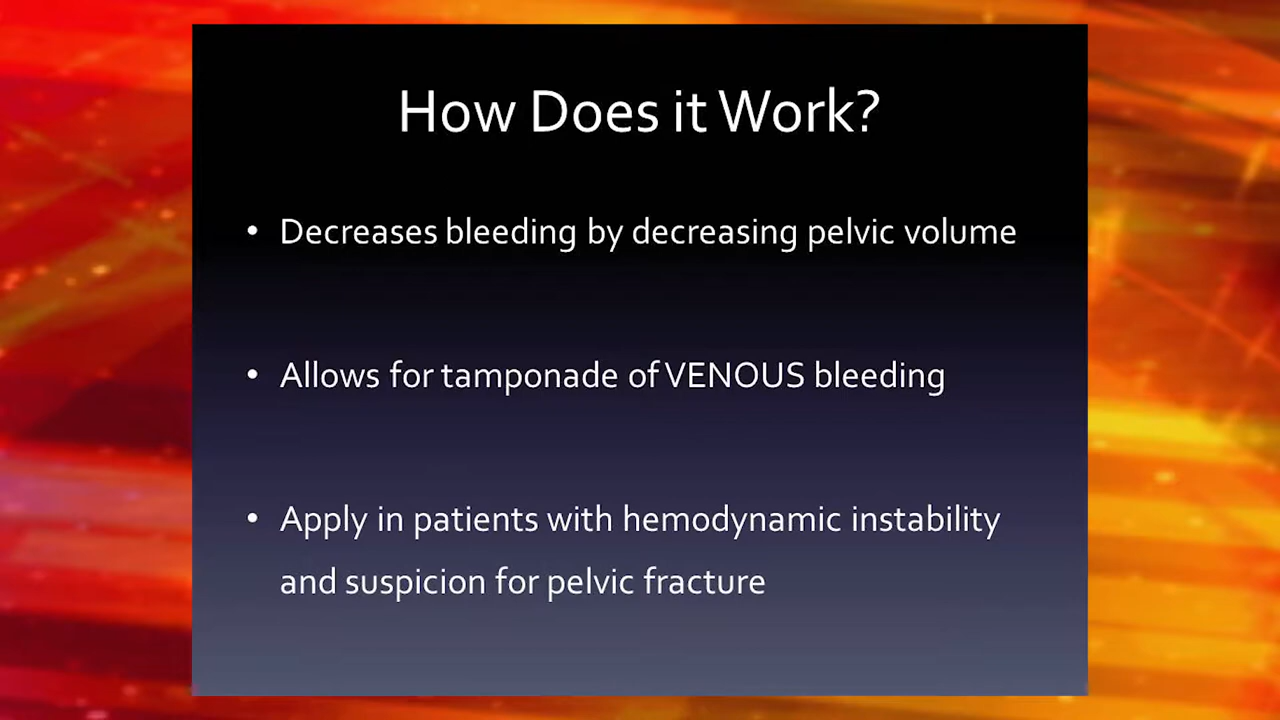 How Does it Work?
• Decreases bleeding by decreasing pelvic volume
• Allows for tamponade of VENOUS bleeding
• Apply in patients with hemodynamic instability
and suspicion for pelvic fracture